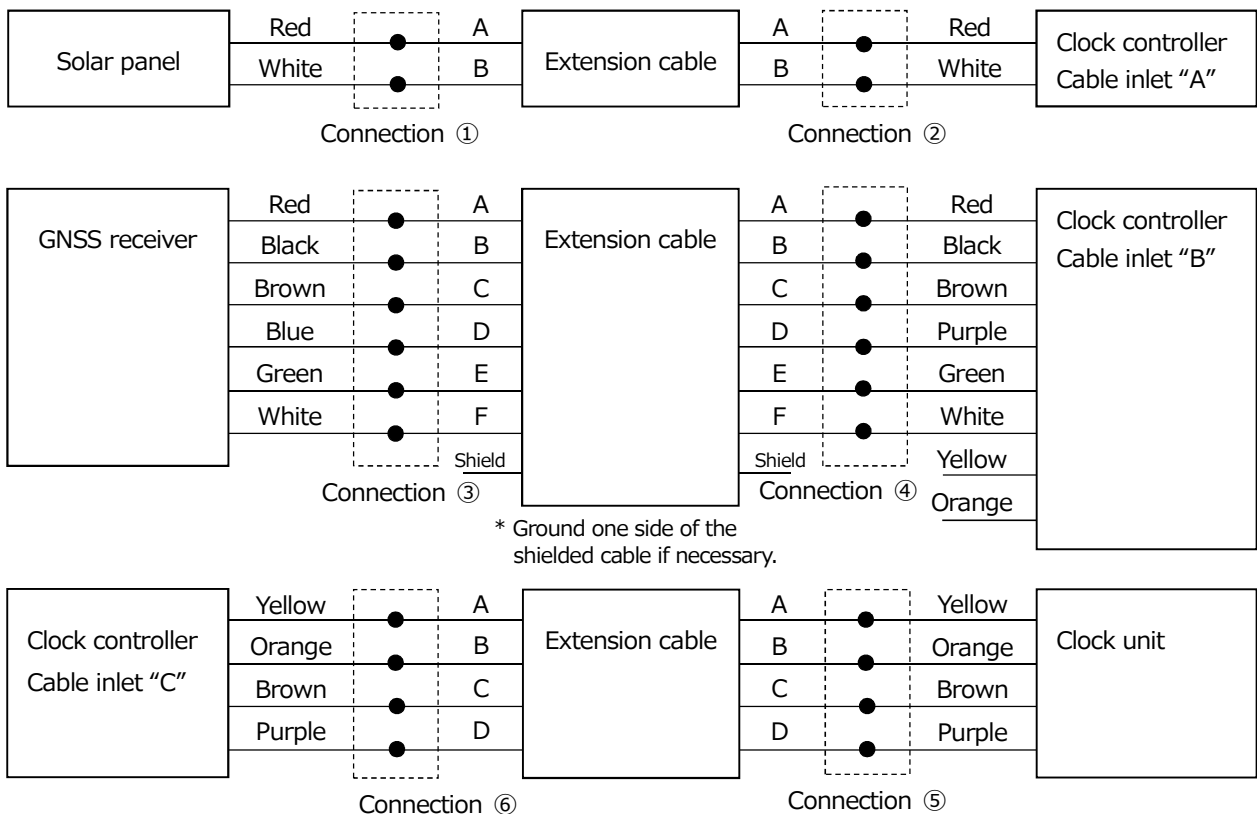 Red A A Red
Solar panel Extension cable Clock controller
White B B White Cable inlet “A”
Connection ① Connection ②
Red A A Red
GNSS receiver Extension cable Clock controller
Black B B Black Cable inlet “B”
Brown C C Brown
Blue D D Purple
Green E E Green
White F F White
Shield Shield Yellow
Connection ③ Connection ④ Orange
* Ground one side of the
shielded cable if necessary.
Yellow A A Yellow
Clock controller Extension cable Clock unit
Orange B B Orange
Cable inlet “C”
Brown C C Brown
Purple D D Purple
Connection ⑥ Connection ⑤